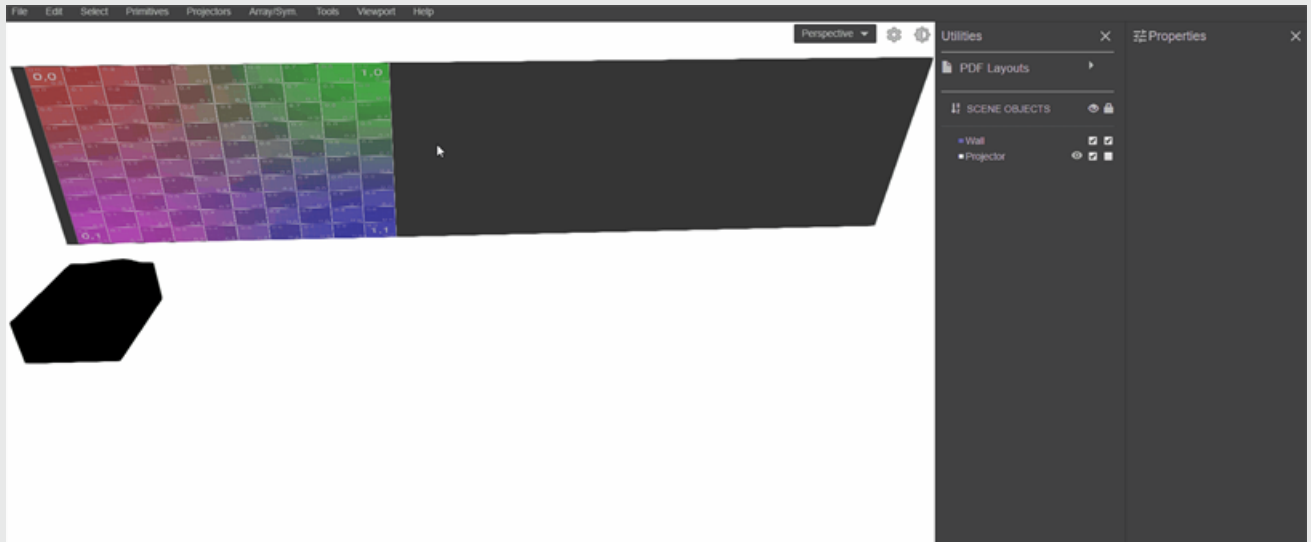 File Edit Select Primitives Projectors Array/Sym. Tools Viewport Help
Perspective
Utilities
Properties
PDF Layouts
SCENE OBJECTS
Wall
Projector
0,0
1,0
0,1
1,1